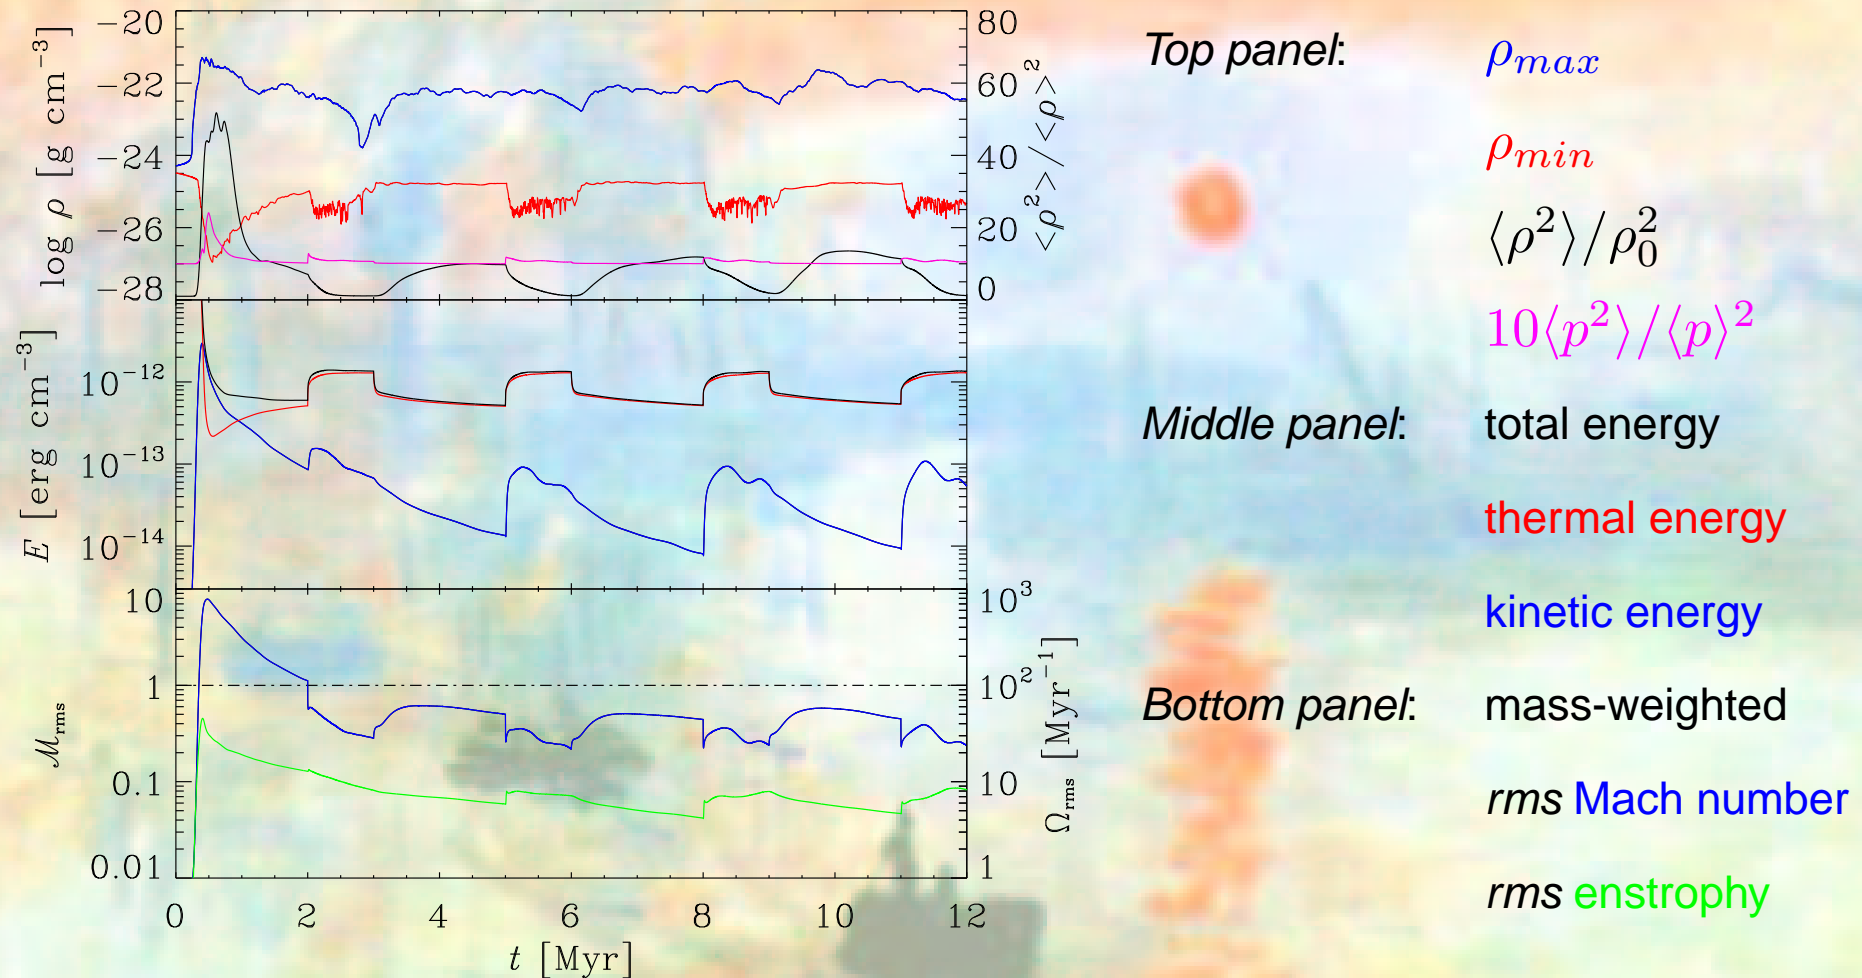 −20
−22
−24
−26
−28
log ρ [g cm⁻³]
80
60
40
20
0
<ρ²>/<ρ>²
10⁻¹²
10⁻¹³
10⁻¹⁴
E [erg cm⁻³]
10
1
0.1
0.01
ℳrms
10³
10²
10
1
Ωrms [Myr⁻¹]
0 2 4 6 8 10 12
t [Myr]
Top panel: ρmax
ρmin
⟨ρ²⟩/ρ₀²
10⟨p²⟩/⟨p⟩²
Middle panel: total energy
thermal energy
kinetic energy
Bottom panel: mass-weighted
rms Mach number
rms enstrophy